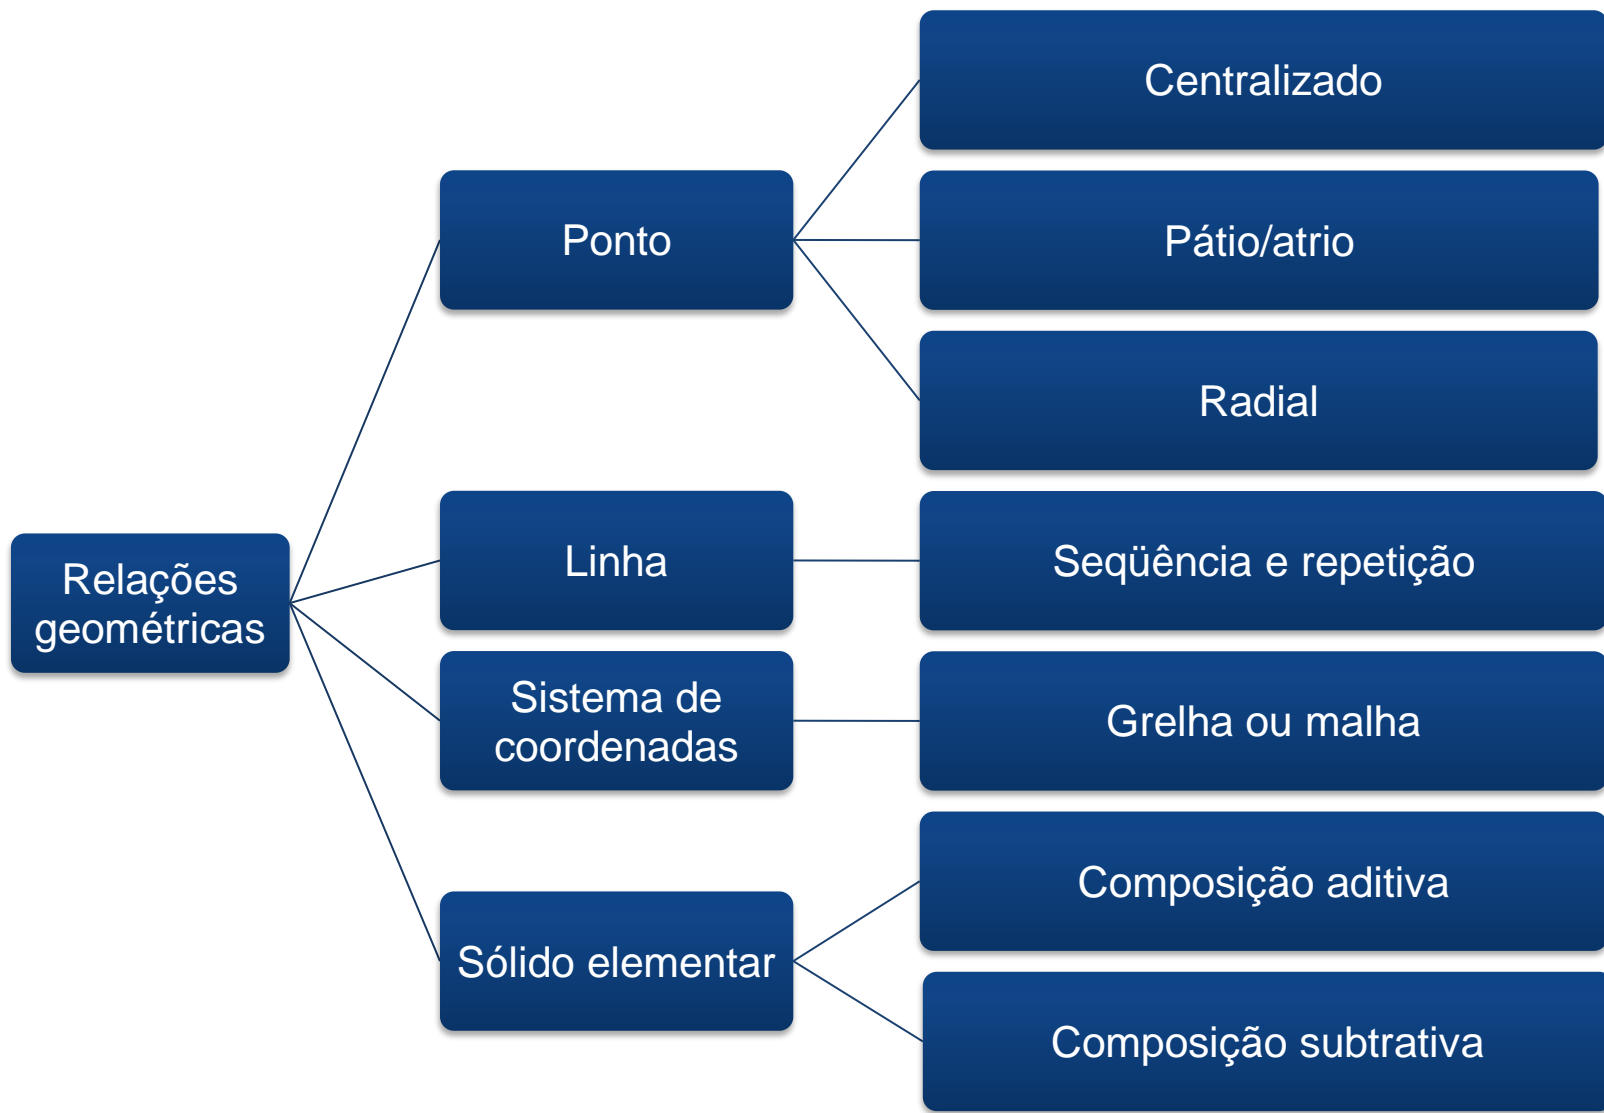 Relações
geométricas
Ponto
Centralizado
Pátio/atrio
Radial
Linha
Seqüência e repetição
Sistema de
coordenadas
Grelha ou malha
Sólido elementar
Composição aditiva
Composição subtrativa